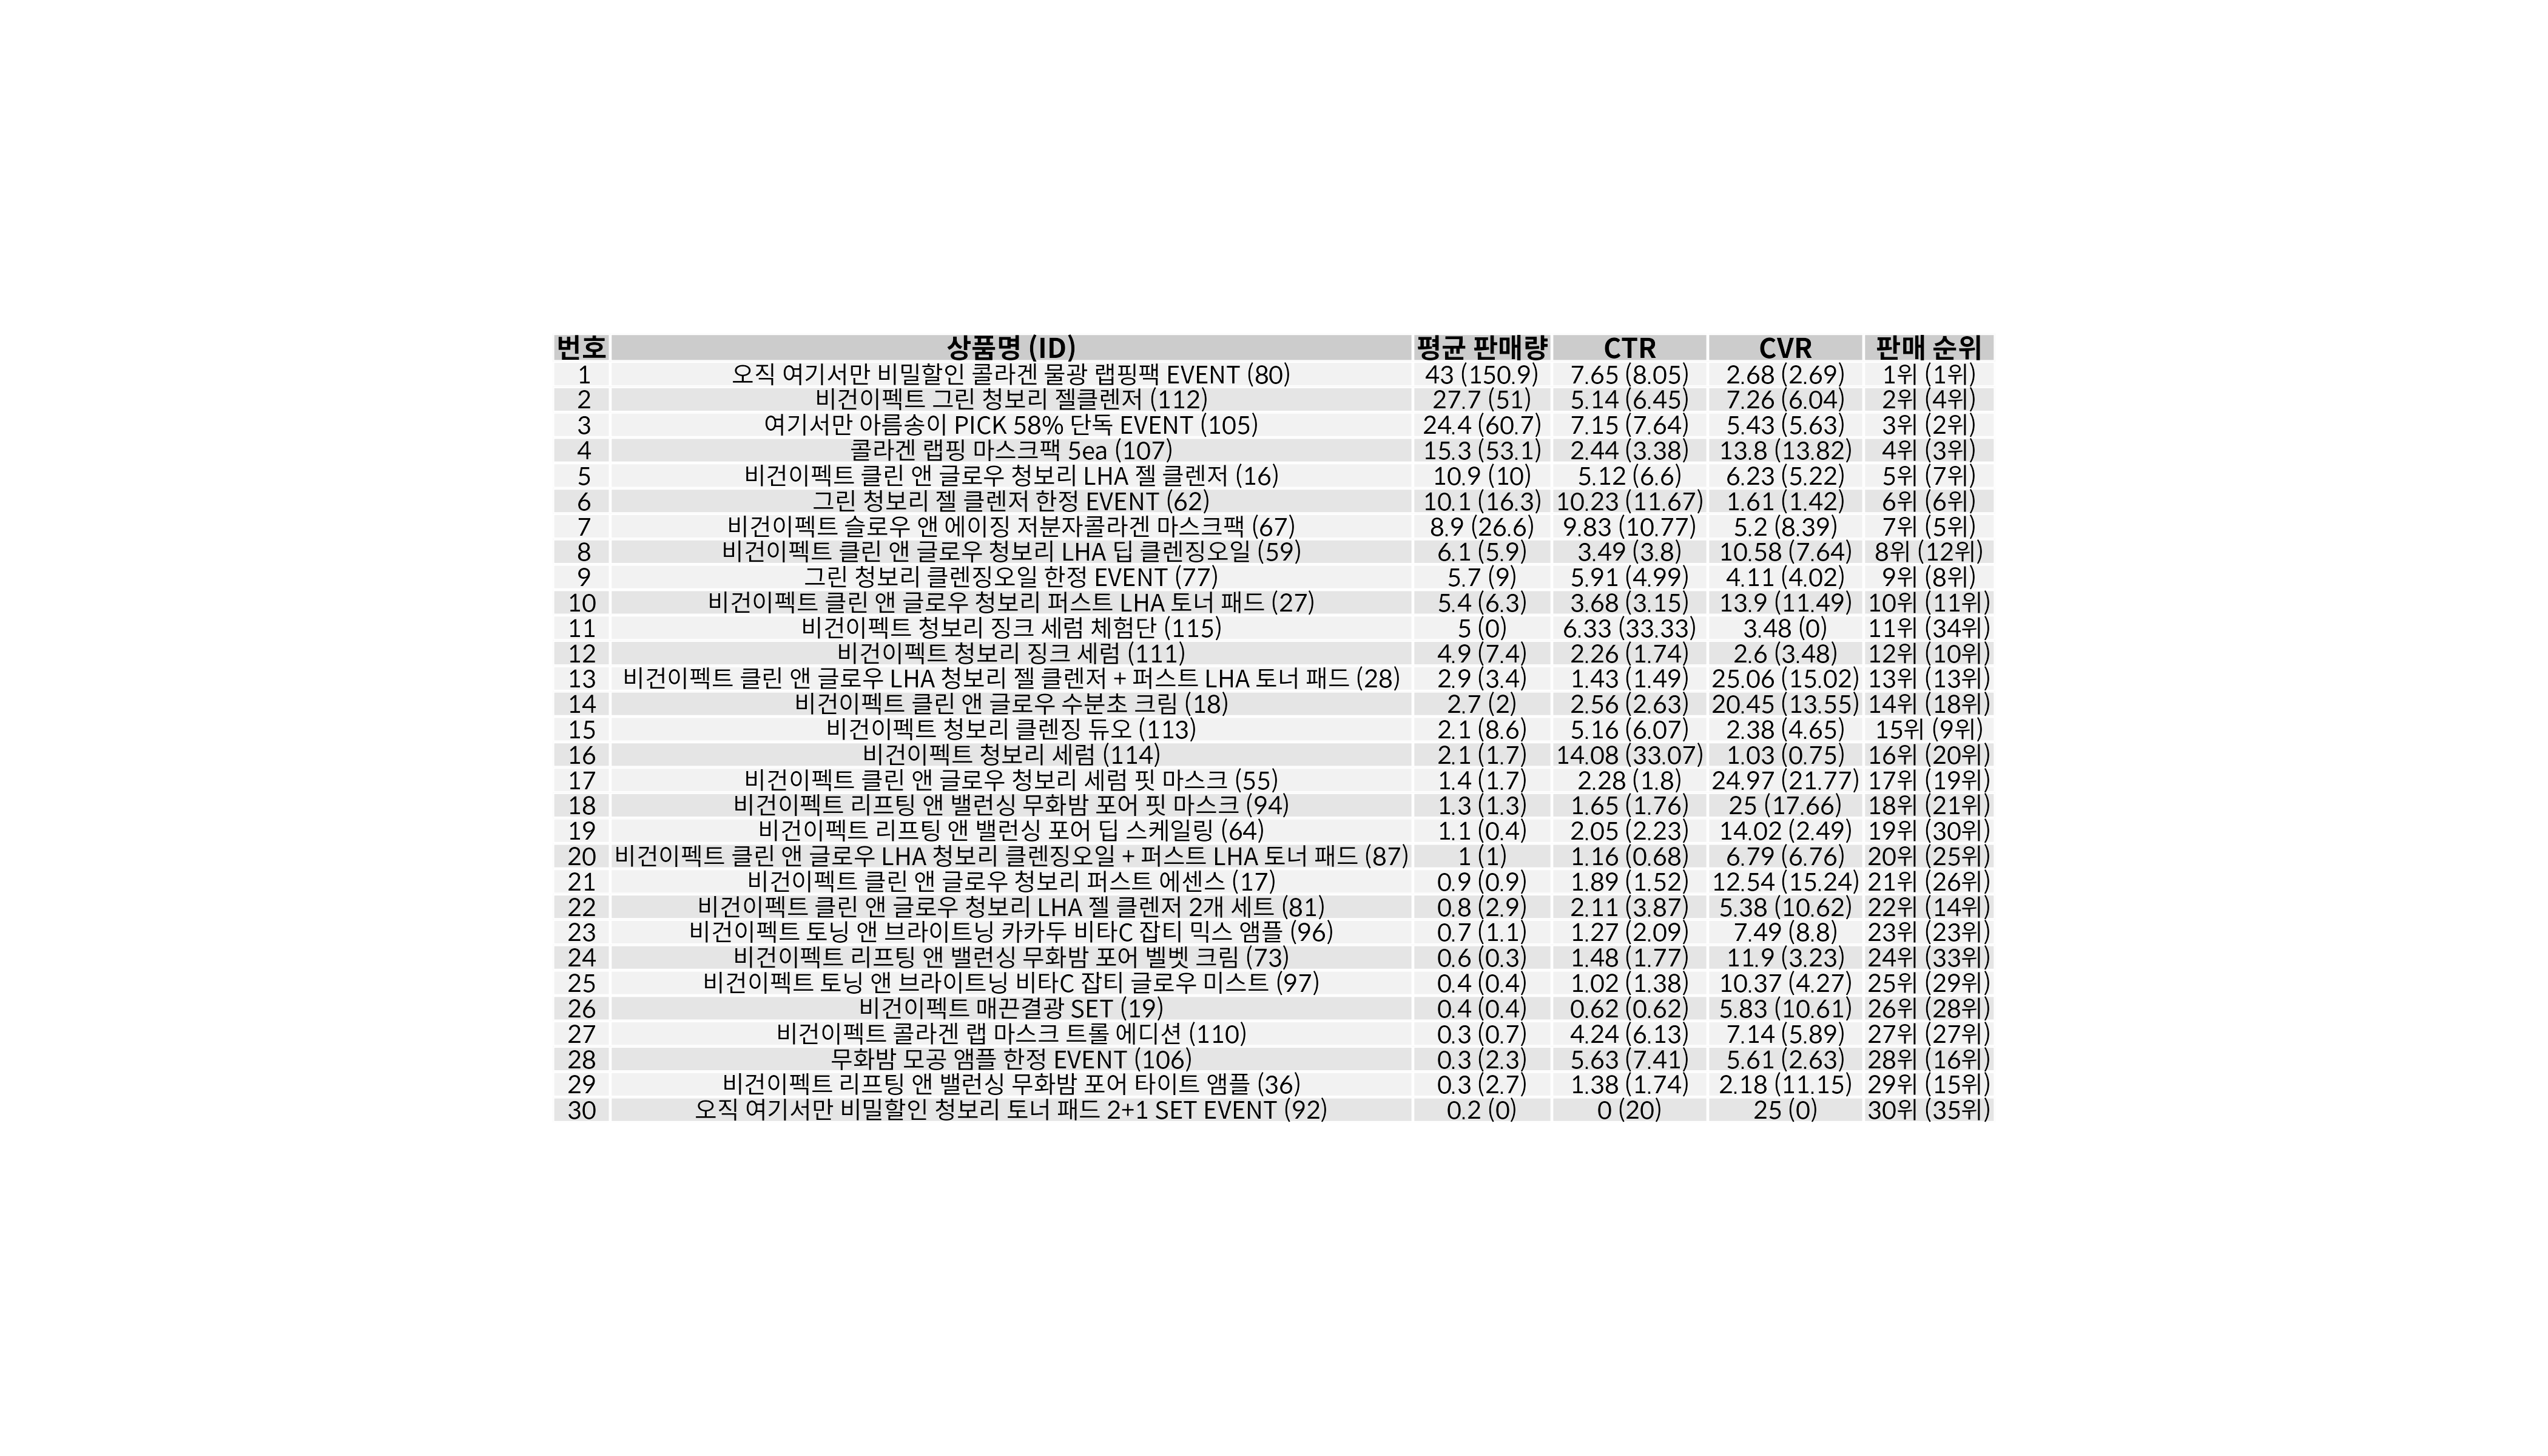 번호 상품명 (ID) 평균 판매량 CTR CVR 판매 순위
1 오직 여기서만 비밀할인 콜라겐 물광 랩핑팩 EVENT (80) 43 (150.9) 7.65 (8.05) 2.68 (2.69) 1위 (1위)
2 비건이펙트 그린 청보리 젤클렌저 (112) 27.7 (51) 5.14 (6.45) 7.26 (6.04) 2위 (4위)
3 여기서만 아름송이 PICK 58% 단독 EVENT (105) 24.4 (60.7) 7.15 (7.64) 5.43 (5.63) 3위 (2위)
4 콜라겐 랩핑 마스크팩 5ea (107) 15.3 (53.1) 2.44 (3.38) 13.8 (13.82) 4위 (3위)
5 비건이펙트 클린 앤 글로우 청보리 LHA 젤 클렌저 (16) 10.9 (10) 5.12 (6.6) 6.23 (5.22) 5위 (7위)
6 그린 청보리 젤 클렌저 한정 EVENT (62) 10.1 (16.3) 10.23 (11.67) 1.61 (1.42) 6위 (6위)
7 비건이펙트 슬로우 앤 에이징 저분자콜라겐 마스크팩 (67) 8.9 (26.6) 9.83 (10.77) 5.2 (8.39) 7위 (5위)
8 비건이펙트 클린 앤 글로우 청보리 LHA 딥 클렌징오일 (59) 6.1 (5.9) 3.49 (3.8) 10.58 (7.64) 8위 (12위)
9 그린 청보리 클렌징오일 한정 EVENT (77) 5.7 (9) 5.91 (4.99) 4.11 (4.02) 9위 (8위)
10 비건이펙트 클린 앤 글로우 청보리 퍼스트 LHA 토너 패드 (27) 5.4 (6.3) 3.68 (3.15) 13.9 (11.49) 10위 (11위)
11 비건이펙트 청보리 징크 세럼 체험단 (115) 5 (0) 6.33 (33.33) 3.48 (0) 11위 (34위)
12 비건이펙트 청보리 징크 세럼 (111) 4.9 (7.4) 2.26 (1.74) 2.6 (3.48) 12위 (10위)
13 비건이펙트 클린 앤 글로우 LHA 청보리 젤 클렌저 + 퍼스트 LHA 토너 패드 (28) 2.9 (3.4) 1.43 (1.49) 25.06 (15.02) 13위 (13위)
14 비건이펙트 클린 앤 글로우 수분초 크림 (18) 2.7 (2) 2.56 (2.63) 20.45 (13.55) 14위 (18위)
15 비건이펙트 청보리 클렌징 듀오 (113) 2.1 (8.6) 5.16 (6.07) 2.38 (4.65) 15위 (9위)
16 비건이펙트 청보리 세럼 (114) 2.1 (1.7) 14.08 (33.07) 1.03 (0.75) 16위 (20위)
17 비건이펙트 클린 앤 글로우 청보리 세럼 핏 마스크 (55) 1.4 (1.7) 2.28 (1.8) 24.97 (21.77) 17위 (19위)
18 비건이펙트 리프팅 앤 밸런싱 무화밤 포어 핏 마스크 (94) 1.3 (1.3) 1.65 (1.76) 25 (17.66) 18위 (21위)
19 비건이펙트 리프팅 앤 밸런싱 포어 딥 스케일링 (64) 1.1 (0.4) 2.05 (2.23) 14.02 (2.49) 19위 (30위)
20 비건이펙트 클린 앤 글로우 LHA 청보리 클렌징오일 + 퍼스트 LHA 토너 패드 (87) 1 (1) 1.16 (0.68) 6.79 (6.76) 20위 (25위)
21 비건이펙트 클린 앤 글로우 청보리 퍼스트 에센스 (17) 0.9 (0.9) 1.89 (1.52) 12.54 (15.24) 21위 (26위)
22 비건이펙트 클린 앤 글로우 청보리 LHA 젤 클렌저 2개 세트 (81) 0.8 (2.9) 2.11 (3.87) 5.38 (10.62) 22위 (14위)
23 비건이펙트 토닝 앤 브라이트닝 카카두 비타C 잡티 믹스 앰플 (96) 0.7 (1.1) 1.27 (2.09) 7.49 (8.8) 23위 (23위)
24 비건이펙트 리프팅 앤 밸런싱 무화밤 포어 벨벳 크림 (73) 0.6 (0.3) 1.48 (1.77) 11.9 (3.23) 24위 (33위)
25 비건이펙트 토닝 앤 브라이트닝 비타C 잡티 글로우 미스트 (97) 0.4 (0.4) 1.02 (1.38) 10.37 (4.27) 25위 (29위)
26 비건이펙트 매끈결광 SET (19) 0.4 (0.4) 0.62 (0.62) 5.83 (10.61) 26위 (28위)
27 비건이펙트 콜라겐 랩 마스크 트롤 에디션 (110) 0.3 (0.7) 4.24 (6.13) 7.14 (5.89) 27위 (27위)
28 무화밤 모공 앰플 한정 EVENT (106) 0.3 (2.3) 5.63 (7.41) 5.61 (2.63) 28위 (16위)
29 비건이펙트 리프팅 앤 밸런싱 무화밤 포어 타이트 앰플 (36) 0.3 (2.7) 1.38 (1.74) 2.18 (11.15) 29위 (15위)
30 오직 여기서만 비밀할인 청보리 토너 패드 2+1 SET EVENT (92) 0.2 (0) 0 (20) 25 (0) 30위 (35위)